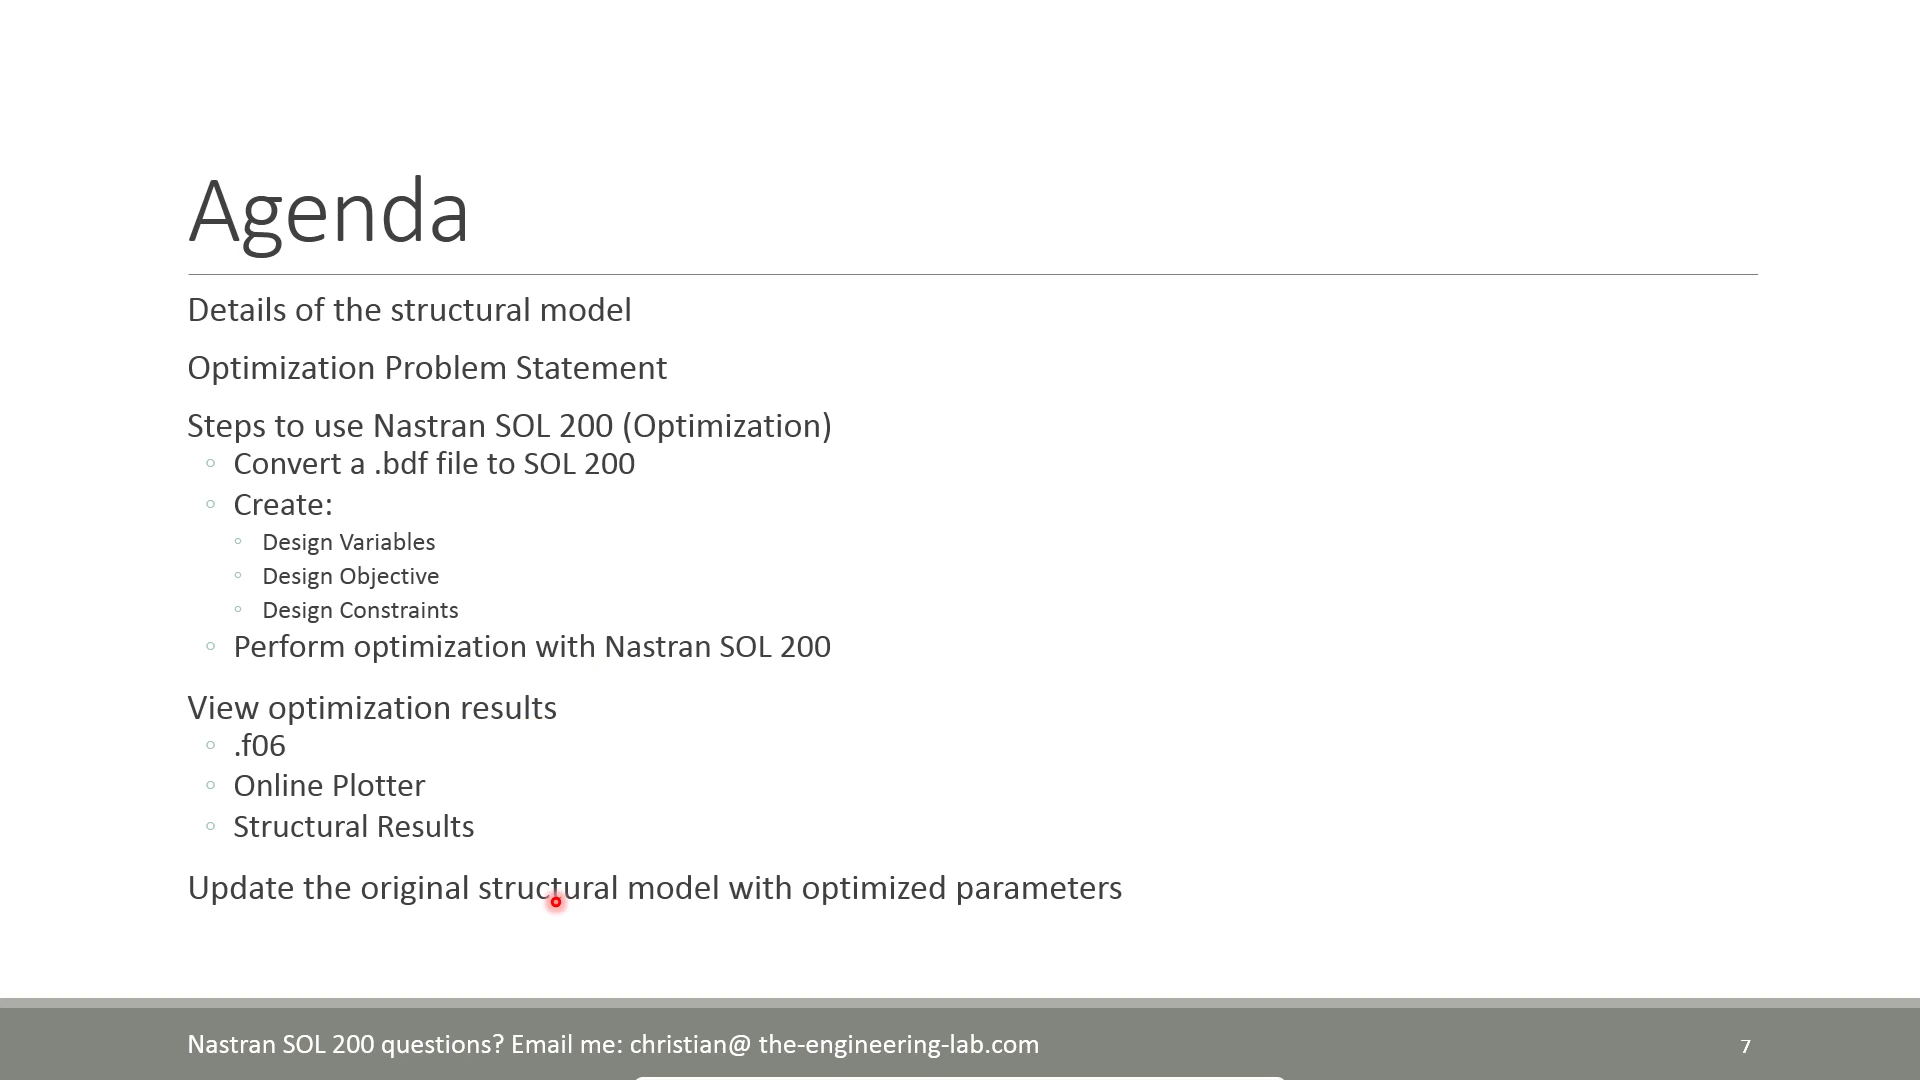 Agenda
Details of the structural model
Optimization Problem Statement
Steps to use Nastran SOL 200 (Optimization)
◦ Convert a .bdf file to SOL 200
◦ Create:
◦ Design Variables
◦ Design Objective
◦ Design Constraints
◦ Perform optimization with Nastran SOL 200
View optimization results
◦ .f06
◦ Online Plotter
◦ Structural Results
Update the original structural model with optimized parameters
Nastran SOL 200 questions? Email me: christian@ the-engineering-lab.com
7